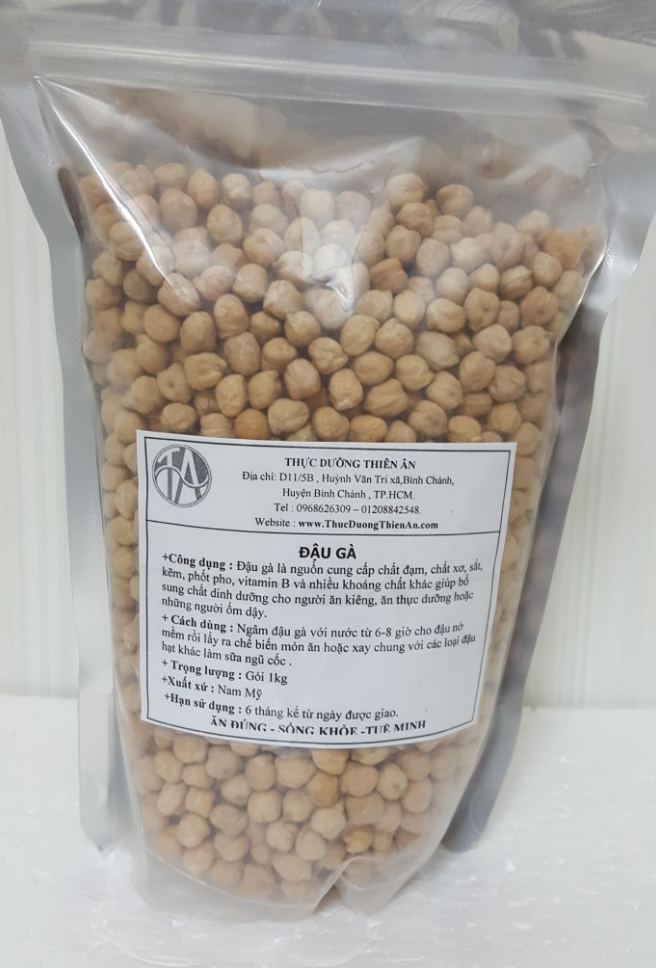 TA
THỰC DƯỠNG THIÊN ÂN
Địa chỉ: D11/5B , Huỳnh Văn Trí xã,Bình Chánh,
Huyện Bình Chánh , TP.HCM.
Tel : 0968626309 – 01208842548.
Website : www.ThucDuongThienAn.com
ĐẬU GÀ
+Công dụng : Đậu gà là nguồn cung cấp chất đạm, chất xơ, sắt,
kẽm, phốt pho, vitamin B và nhiều khoáng chất khác giúp bổ
sung chất dinh dưỡng cho người ăn kiêng, ăn thực dưỡng hoặc
những người ốm dậy.
+ Cách dùng : Ngâm đậu gà với nước từ 6-8 giờ cho đậu nở
mềm rồi lấy ra chế biến món ăn hoặc xay chung với các loại đậu
hạt khác làm sữa ngũ cốc .
+ Trọng lượng : Gói 1kg
+Xuất xứ : Nam Mỹ
+Hạn sử dụng : 6 tháng kể từ ngày được giao.
ĂN ĐÚNG - SỐNG KHỎE -TUỆ MINH